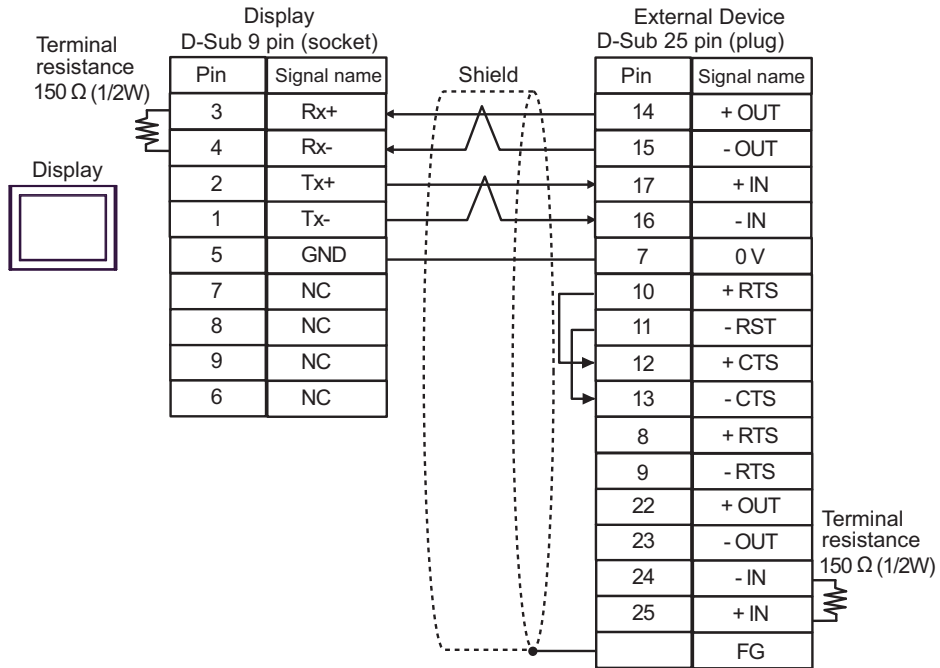 Display
D-Sub 9 pin (socket)
External Device
D-Sub 25 pin (plug)
Terminal
resistance
150 Ω (1/2W)
Display
Shield
Pin Signal name
3 Rx+
4 Rx-
2 Tx+
1 Tx-
5 GND
7 NC
8 NC
9 NC
6 NC
Pin Signal name
14 + OUT
15 - OUT
17 + IN
16 - IN
7 0 V
10 + RTS
11 - RST
12 + CTS
13 - CTS
8 + RTS
9 - RTS
22 + OUT
23 - OUT
24 - IN
25 + IN
FG
Terminal
resistance
150 Ω (1/2W)